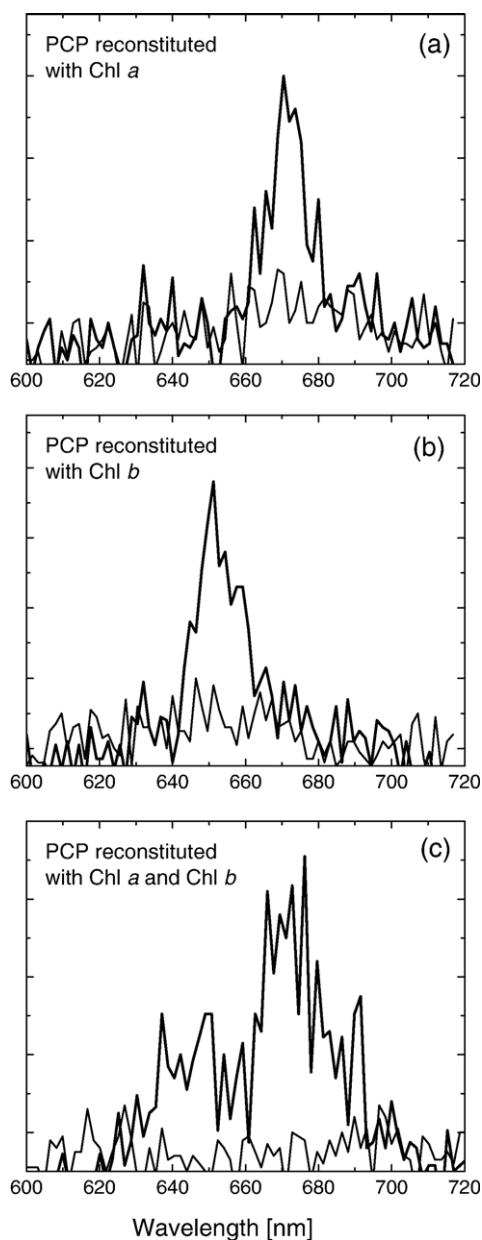 PCP reconstituted
with Chl a
(a)
600 620 640 660 680 700 720
PCP reconstituted
with Chl b
(b)
600 620 640 660 680 700 720
PCP reconstituted
with Chl a and Chl b
(c)
600 620 640 660 680 700 720
Wavelength [nm]